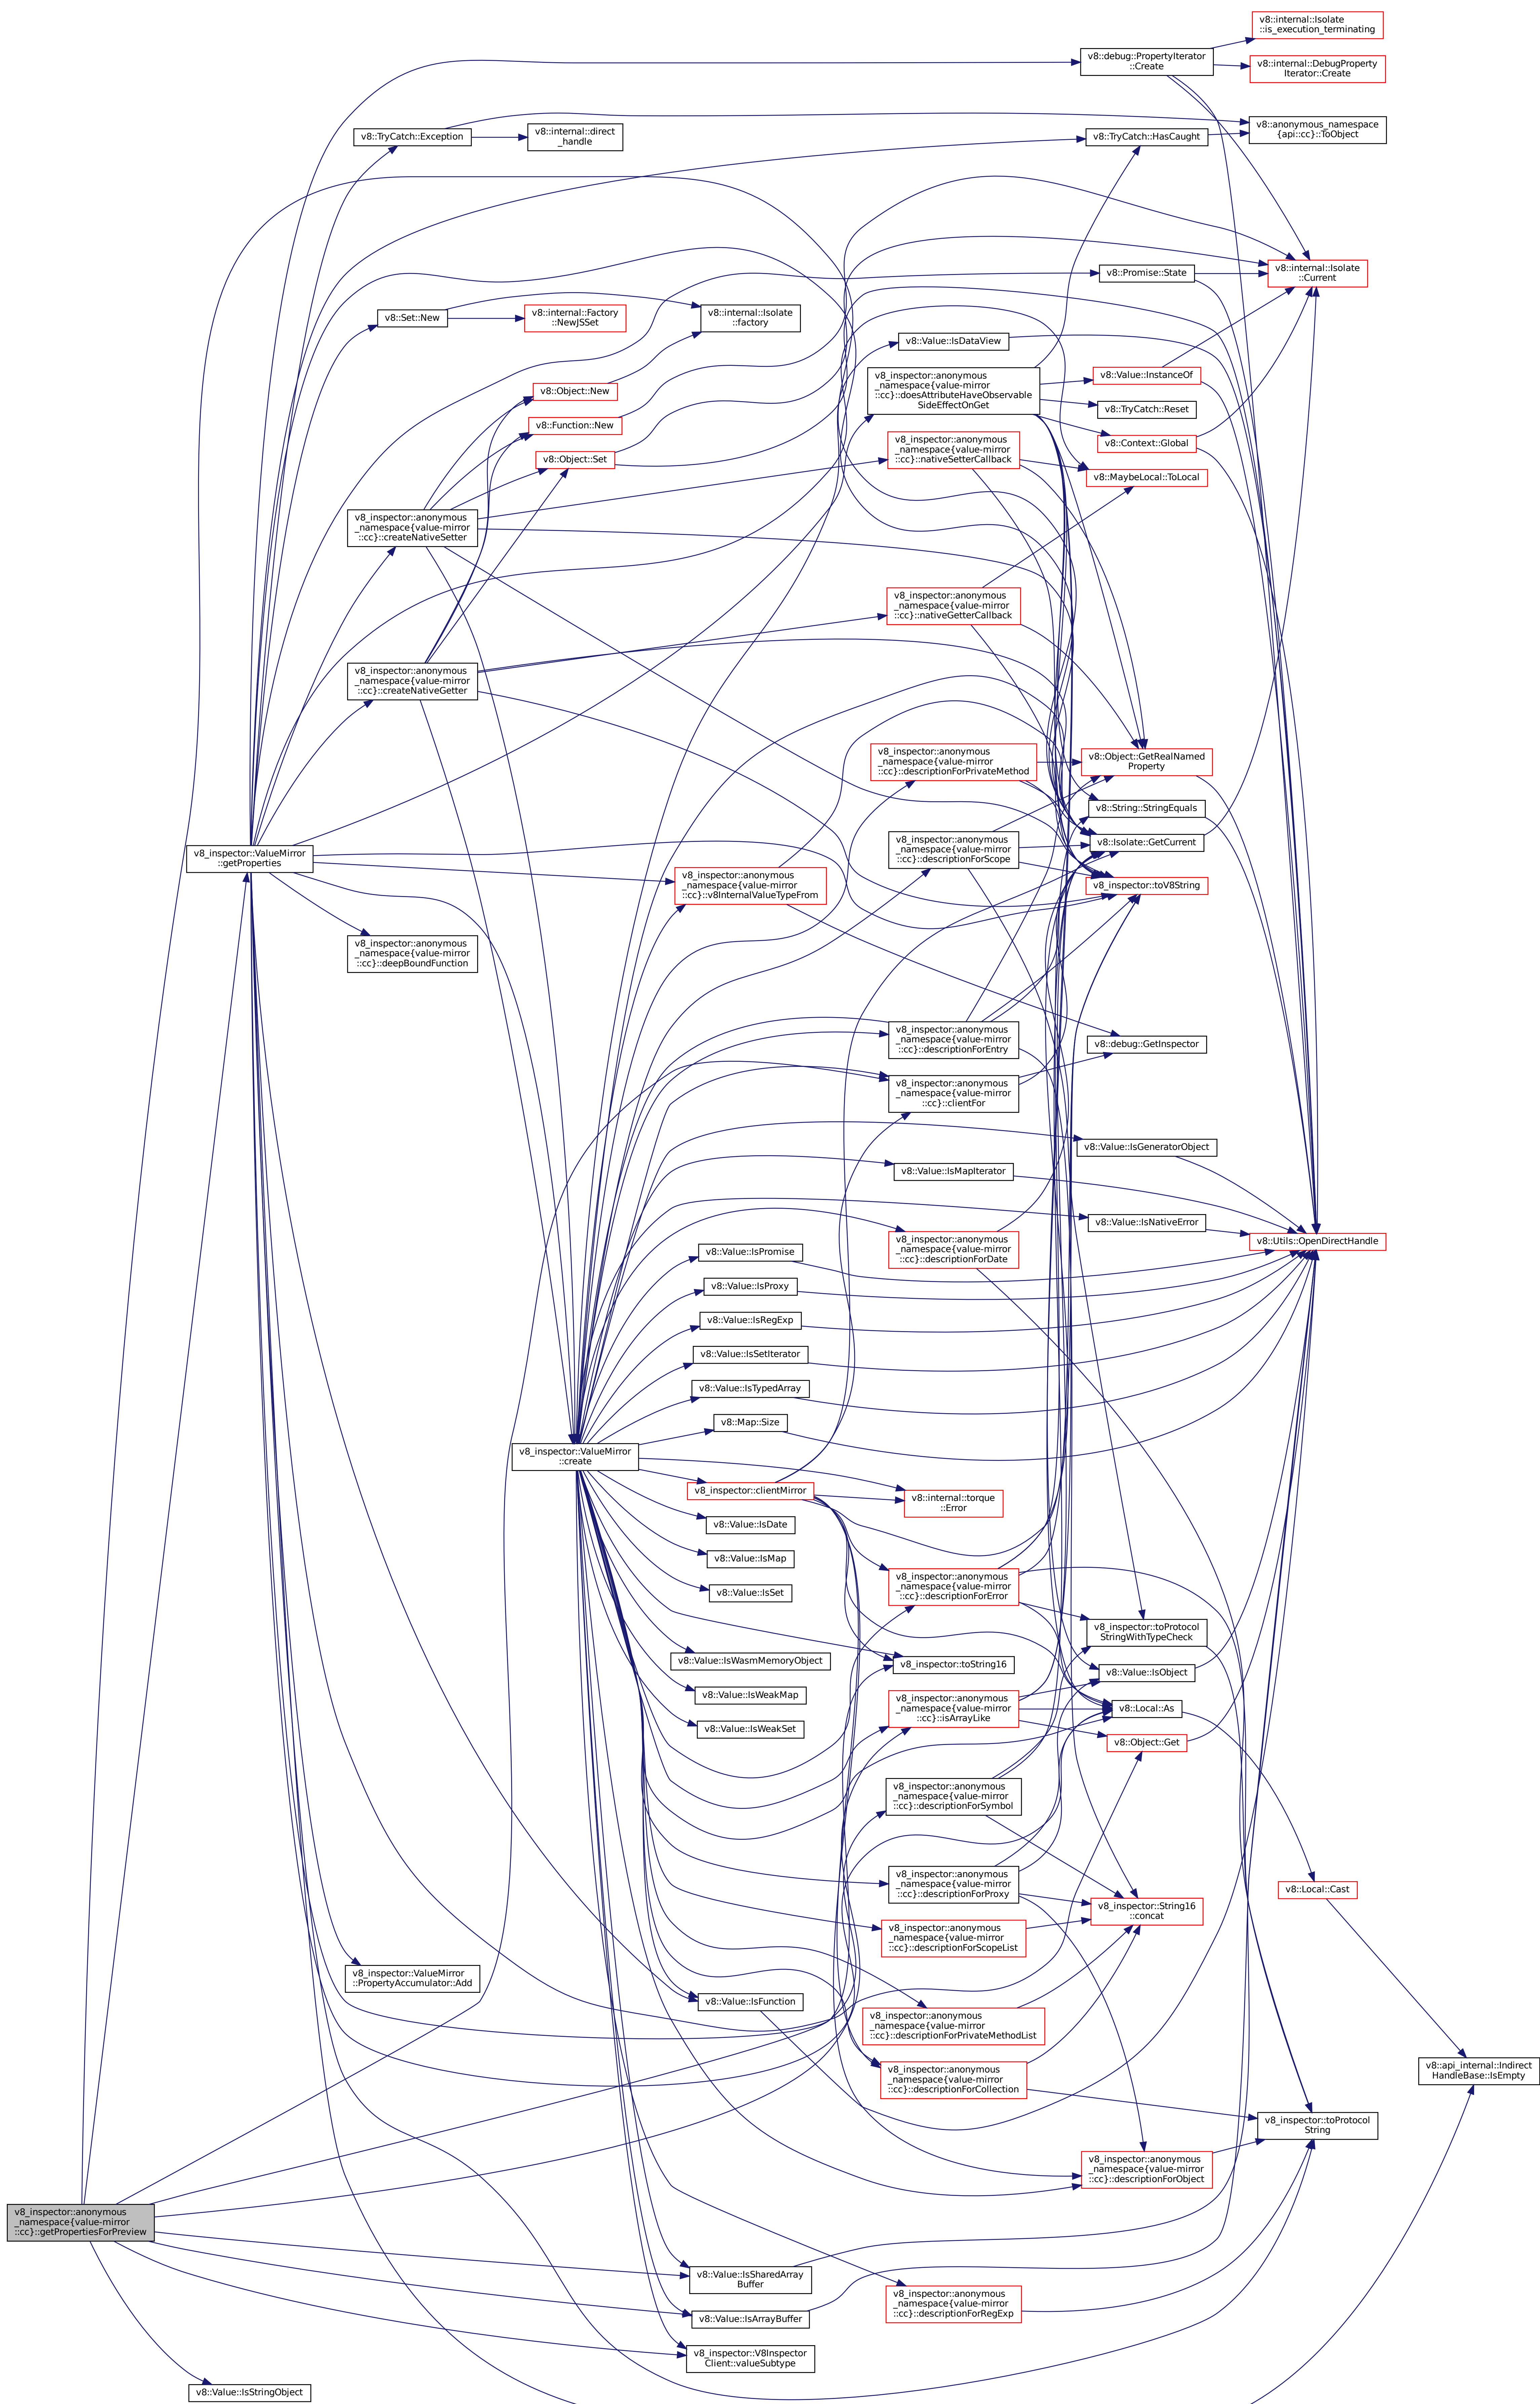 v8::internal::Isolate
::is_execution_terminating
v8::debug::PropertyIterator
::Create
v8::internal::DebugProperty
Iterator::Create
v8::anonymous_namespace
{api::cc}::ToObject
v8::TryCatch::Exception
v8::internal::direct
_handle
v8::TryCatch::HasCaught
v8::internal::Isolate
::Current
v8::Promise::State
v8::Set::New
v8::internal::Factory
::NewJSSet
v8::internal::Isolate
::factory
v8::Value::IsDataView
v8::Object::New
v8_inspector::anonymous
_namespace{value-mirror
::cc}::doesAttributeHaveObservable
SideEffectOnGet
v8::Value::InstanceOf
v8::TryCatch::Reset
v8::Function::New
v8::Context::Global
v8::Object::Set
v8_inspector::anonymous
_namespace{value-mirror
::cc}::nativeSetterCallback
v8::MaybeLocal::ToLocal
v8_inspector::anonymous
_namespace{value-mirror
::cc}::createNativeSetter
v8_inspector::anonymous
_namespace{value-mirror
::cc}::nativeGetterCallback
v8_inspector::anonymous
_namespace{value-mirror
::cc}::createNativeGetter
v8_inspector::anonymous
_namespace{value-mirror
::cc}::descriptionForPrivateMethod
v8::Object::GetRealNamed
Property
v8::String::StringEquals
v8_inspector::anonymous
_namespace{value-mirror
::cc}::descriptionForScope
v8::Isolate::GetCurrent
v8_inspector::ValueMirror
::getProperties
v8_inspector::anonymous
_namespace{value-mirror
::cc}::v8InternalValueTypeFrom
v8_inspector::toV8String
v8_inspector::anonymous
_namespace{value-mirror
::cc}::deepBoundFunction
v8_inspector::anonymous
_namespace{value-mirror
::cc}::descriptionForEntry
v8::debug::GetInspector
v8_inspector::anonymous
_namespace{value-mirror
::cc}::clientFor
v8::Value::IsGeneratorObject
v8::Value::IsMapIterator
v8::Value::IsNativeError
v8::Utils::OpenDirectHandle
v8_inspector::anonymous
_namespace{value-mirror
::cc}::descriptionForDate
v8::Value::IsPromise
v8::Value::IsProxy
v8::Value::IsRegExp
v8::Value::IsSetIterator
v8::Value::IsTypedArray
v8::Map::Size
v8_inspector::ValueMirror
::create
v8_inspector::clientMirror
v8::internal::torque
::Error
v8::Value::IsDate
v8::Value::IsMap
v8::Value::IsSet
v8_inspector::anonymous
_namespace{value-mirror
::cc}::descriptionForError
v8_inspector::toProtocol
StringWithTypeCheck
v8::Value::IsWasmMemoryObject
v8_inspector::toString16
v8::Value::IsObject
v8::Value::IsWeakMap
v8_inspector::anonymous
_namespace{value-mirror
::cc}::isArrayLike
v8::Local::As
v8::Value::IsWeakSet
v8::Object::Get
v8_inspector::anonymous
_namespace{value-mirror
::cc}::descriptionForSymbol
v8_inspector::anonymous
_namespace{value-mirror
::cc}::descriptionForProxy
v8::Local::Cast
v8_inspector::String16
::concat
v8_inspector::anonymous
_namespace{value-mirror
::cc}::descriptionForScopeList
v8_inspector::ValueMirror
::PropertyAccumulator::Add
v8::Value::IsFunction
v8_inspector::anonymous
_namespace{value-mirror
::cc}::descriptionForPrivateMethodList
v8::api_internal::Indirect
HandleBase::IsEmpty
v8_inspector::anonymous
_namespace{value-mirror
::cc}::descriptionForCollection
v8_inspector::toProtocol
String
v8_inspector::anonymous
_namespace{value-mirror
::cc}::descriptionForObject
v8_inspector::anonymous
_namespace{value-mirror
::cc}::getPropertiesForPreview
v8::Value::IsSharedArray
Buffer
v8_inspector::anonymous
_namespace{value-mirror
::cc}::descriptionForRegExp
v8::Value::IsArrayBuffer
v8_inspector::V8Inspector
Client::valueSubtype
v8::Value::IsStringObject